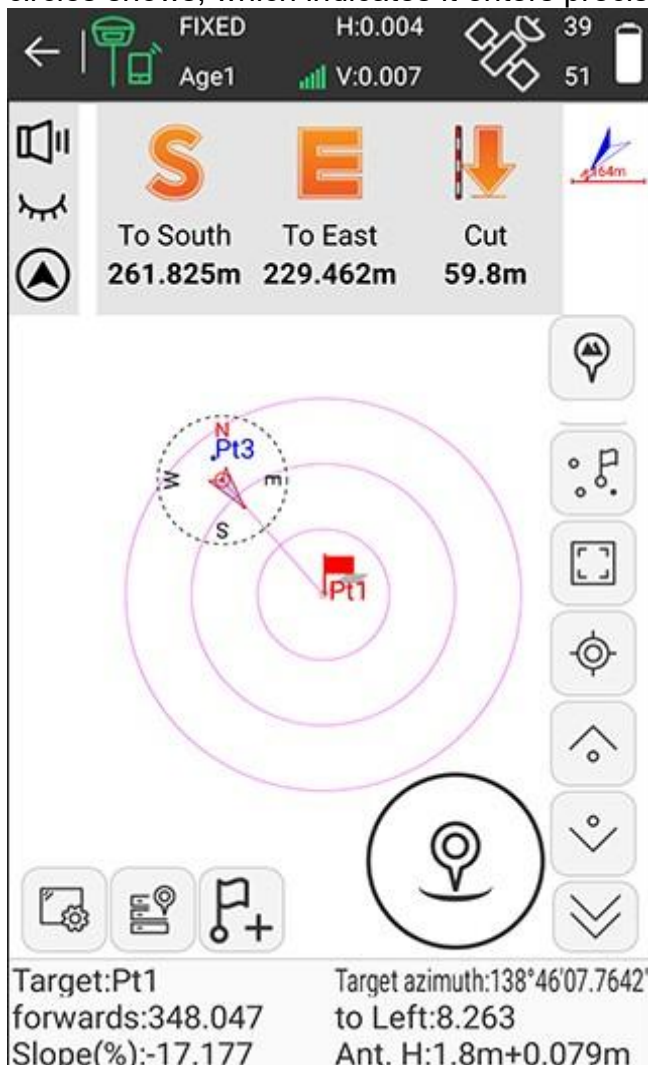 FIXED H:0.004 39
Age1 V:0.007 51
S E
To South To East Cut
261.825m 229.462m 59.8m
164m
N
Pt3
W E
S
Pt1
Target:Pt1 Target azimuth:138°46'07.7642"
forwards:348.047 to Left:8.263
Slope(%):-17.177 Ant. H:1.8m+0.079m